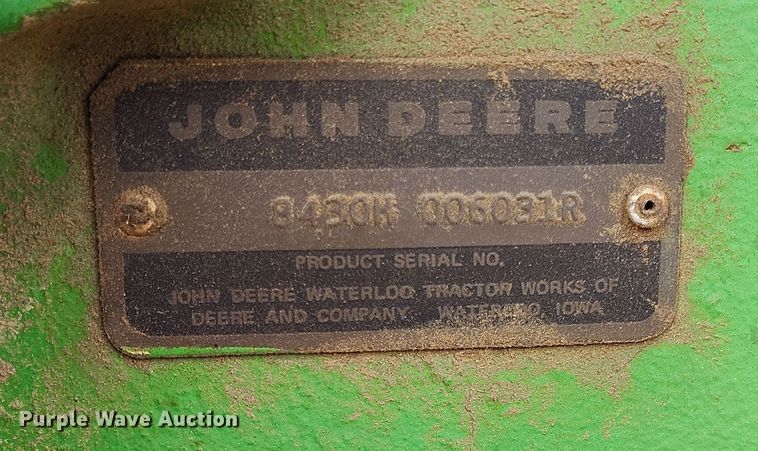 JOHN DEERE
8430H 006031R
PRODUCT SERIAL NO.
JOHN DEERE WATERLOO TRACTOR WORKS OF
DEERE AND COMPANY WATERLOO, IOWA
Purple Wave Auction